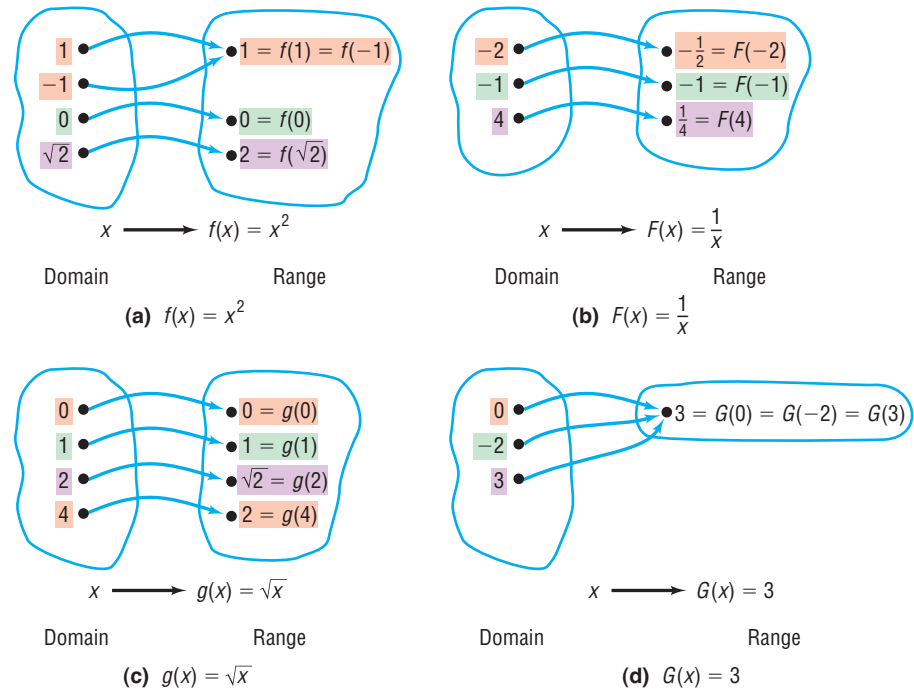 1 1 = f(1) = f(−1)
−1
0 0 = f(0)
√2 2 = f(√2)
x f(x) = x²
Domain Range
(a) f(x) = x²
−2 −1/2 = F(−2)
−1 −1 = F(−1)
4 1/4 = F(4)
x F(x) = 1/x
Domain Range
(b) F(x) = 1/x
0 0 = g(0)
1 1 = g(1)
2 √2 = g(2)
4 2 = g(4)
x g(x) = √x
Domain Range
(c) g(x) = √x
0 3 = G(0) = G(−2) = G(3)
−2
3
x G(x) = 3
Domain Range
(d) G(x) = 3